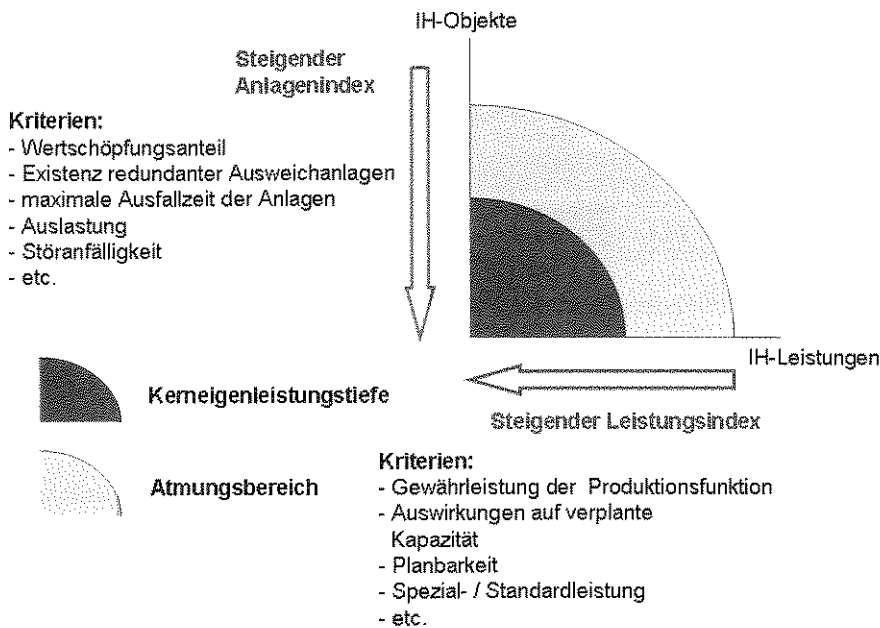 IH-Objekte
Steigender
Anlagenindex
Kriterien:
- Wertschöpfungsanteil
- Existenz redundanter Ausweichanlagen
- maximale Ausfallzeit der Anlagen
- Auslastung
- Störanfälligkeit
- etc.
IH-Leistungen
Kerneigenleistungstiefe
Steigender Leistungsindex
Atmungsbereich
Kriterien:
- Gewährleistung der Produktionsfunktion
- Auswirkungen auf verplante
Kapazität
- Planbarkeit
- Spezial- / Standardleistung
- etc.